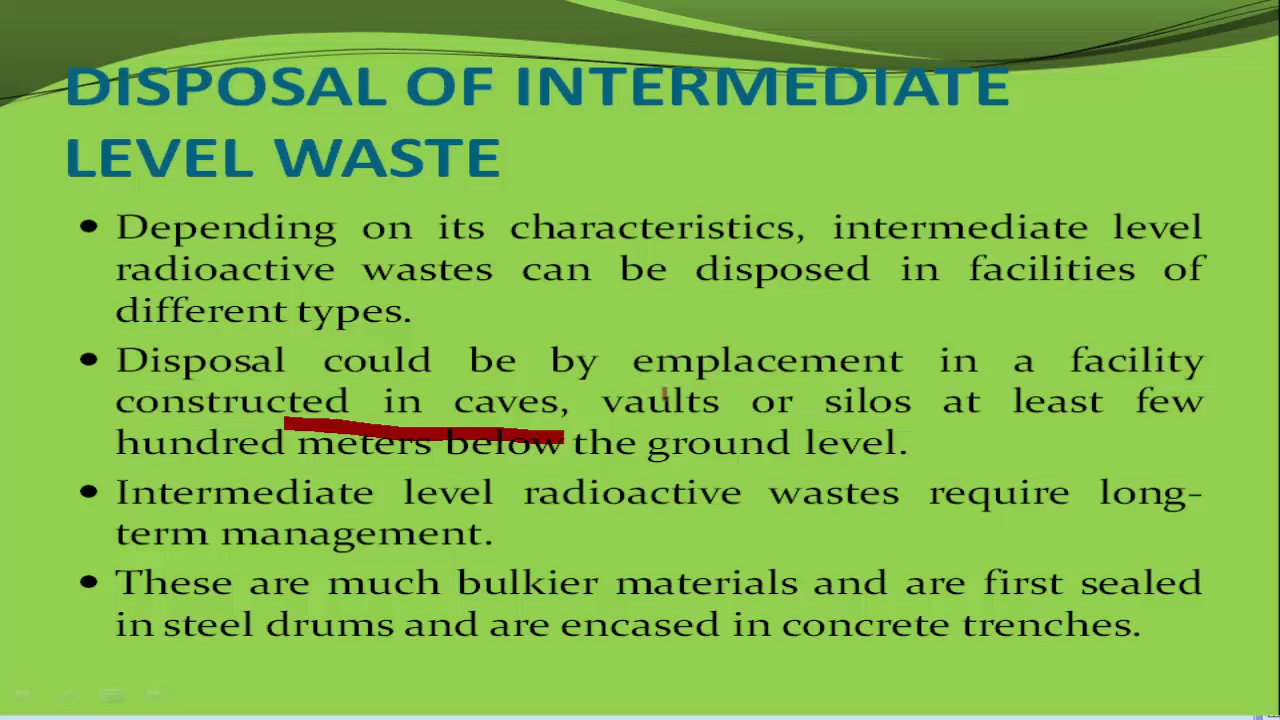 DISPOSAL OF INTERMEDIATE
LEVEL WASTE
• Depending on its characteristics, intermediate level
radioactive wastes can be disposed in facilities of
different types.
• Disposal could be by emplacement in a facility
constructed in caves, vaults or silos at least few
hundred meters below the ground level.
• Intermediate level radioactive wastes require long-
term management.
• These are much bulkier materials and are first sealed
in steel drums and are encased in concrete trenches.